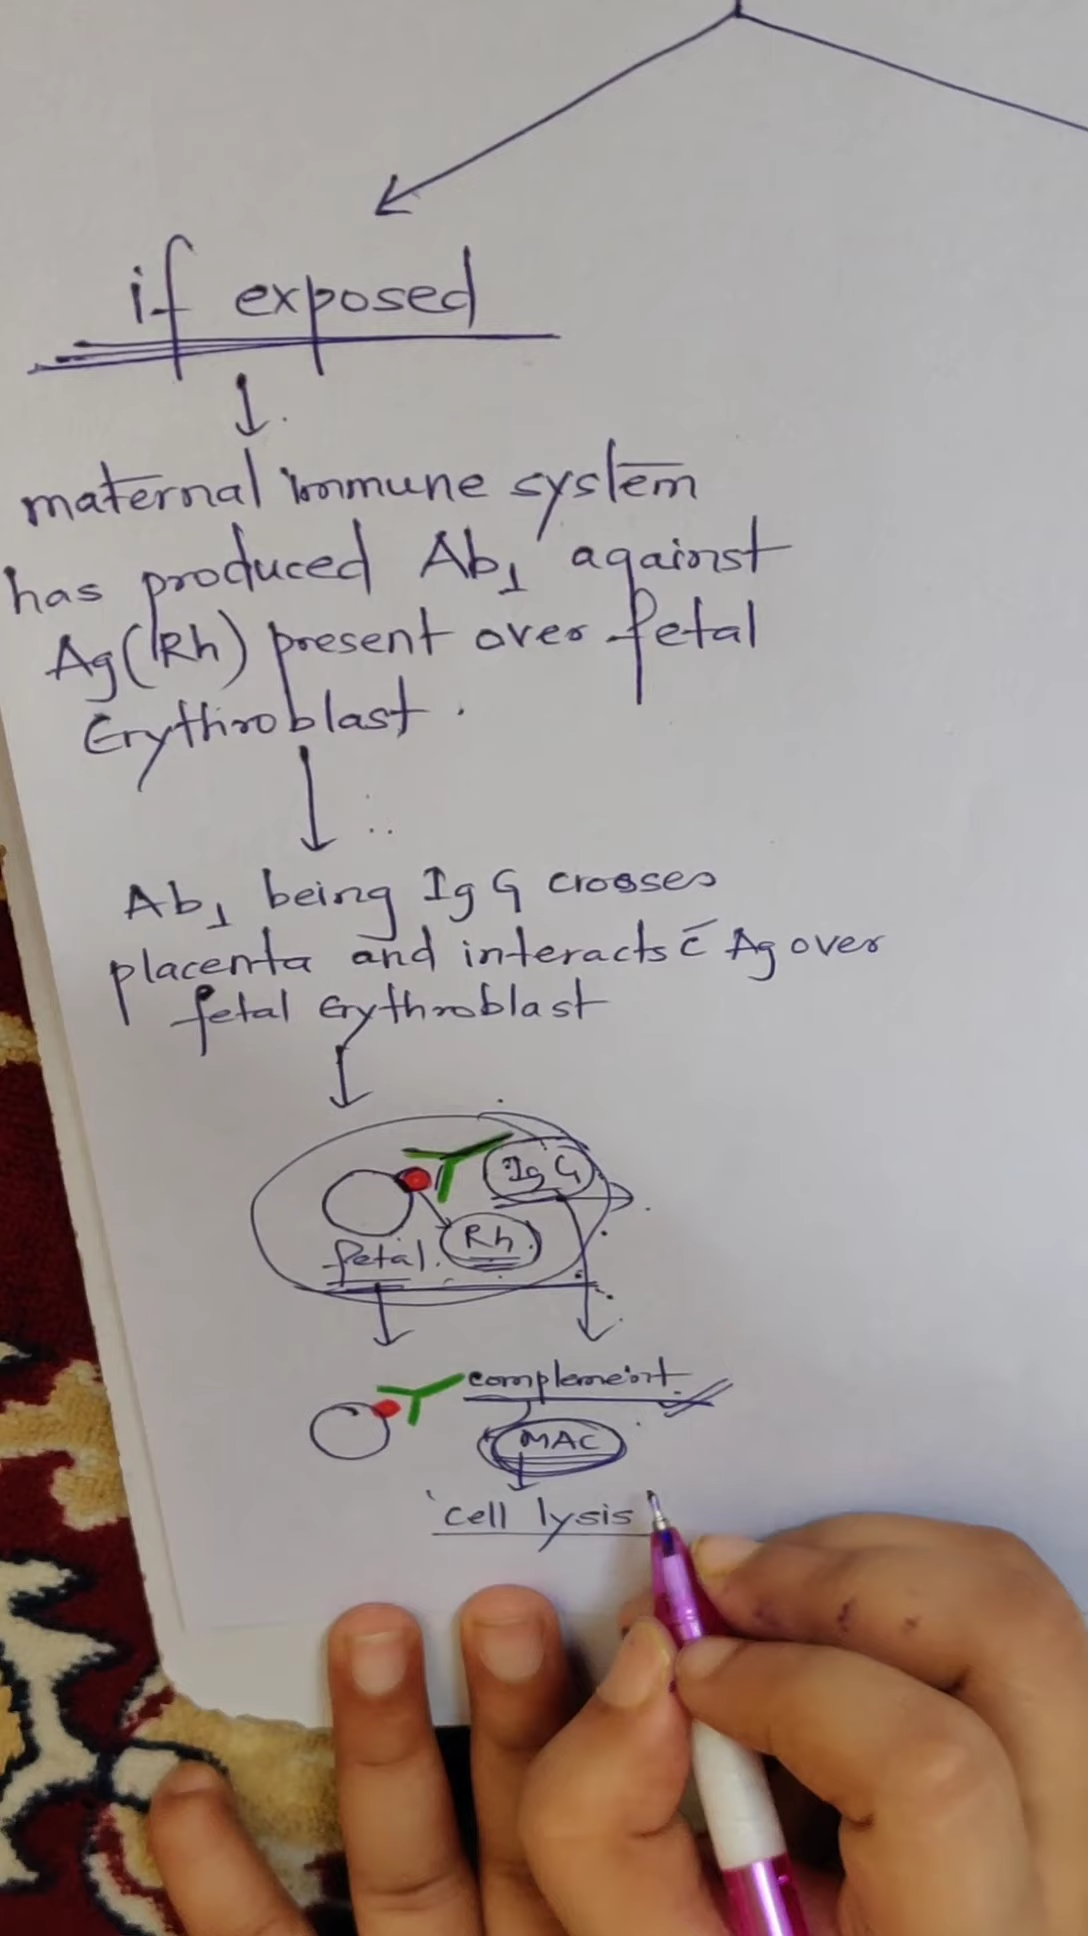 if exposed
maternal immune system
has produced Ab₁ against
Ag(Rh) present over fetal
Erythroblast.
Ab₁ being IgG crosses
placenta and interacts c̄ Ag over
fetal erythroblast
IgG
Rh
fetal.
complement
MAC
'cell lysis